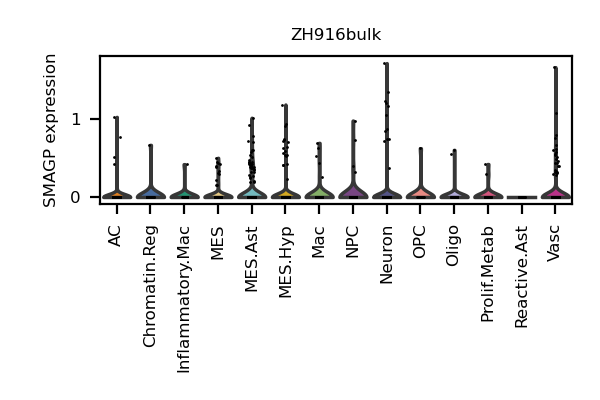 ZH916bulk
SMAGP expression
1
0
AC
Chromatin.Reg
Inflammatory.Mac
MES
MES.Ast
MES.Hyp
Mac
NPC
Neuron
OPC
Oligo
Prolif.Metab
Reactive.Ast
Vasc